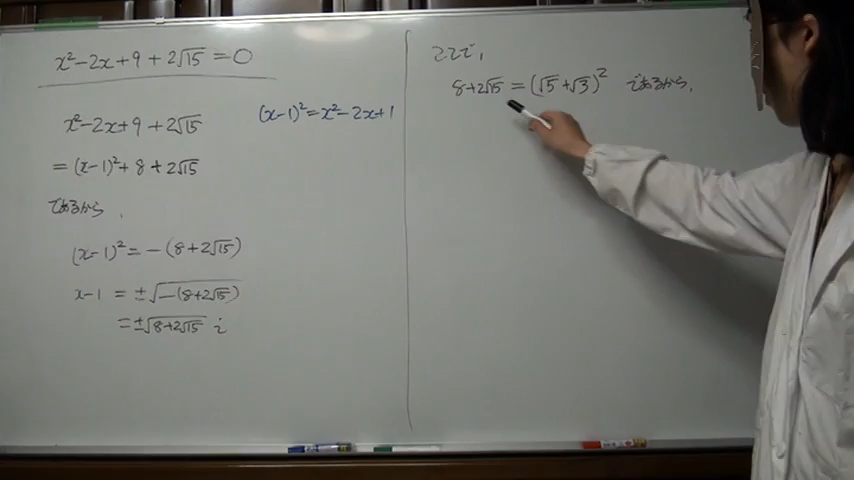 x²-2x+9+2√15=0
x²-2x+9+2√15
(x-1)²=x²-2x+1
=(x-1)²+8+2√15
であるから、
(x-1)²=-(8+2√15)
x-1 =±√-(8+2√15)
=±√8+2√15 i
ここで、
8+2√15=(√5+√3)² であるから、